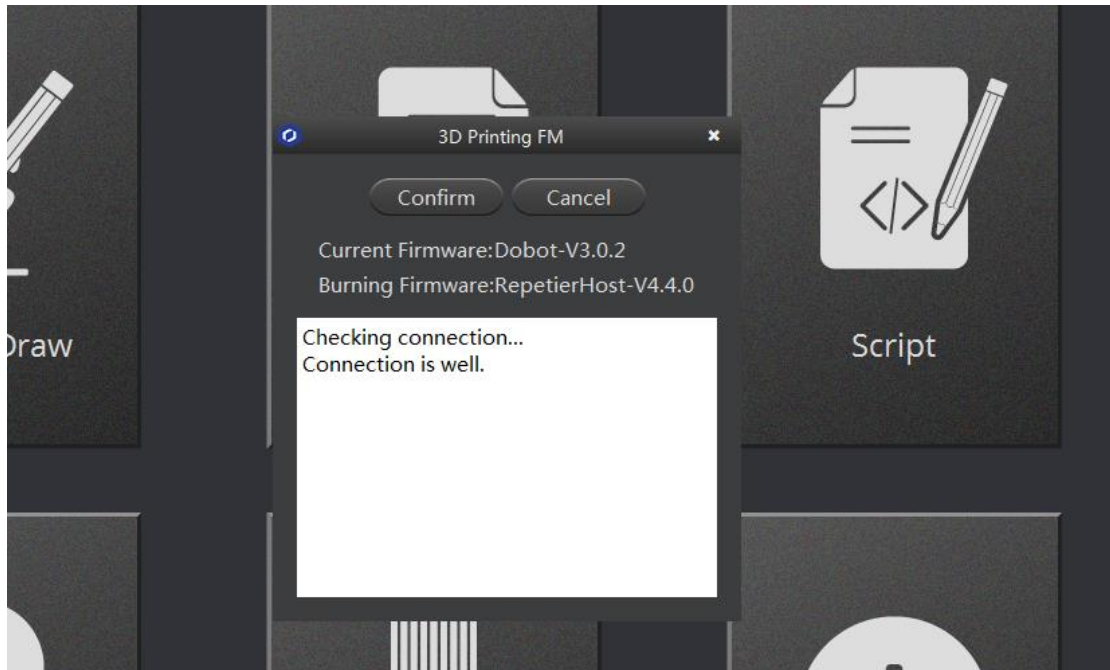 3D Printing FM
Confirm
Cancel
Current Firmware:Dobot-V3.0.2
Burning Firmware:RepetierHost-V4.4.0
Checking connection...
Connection is well.
Draw
Script